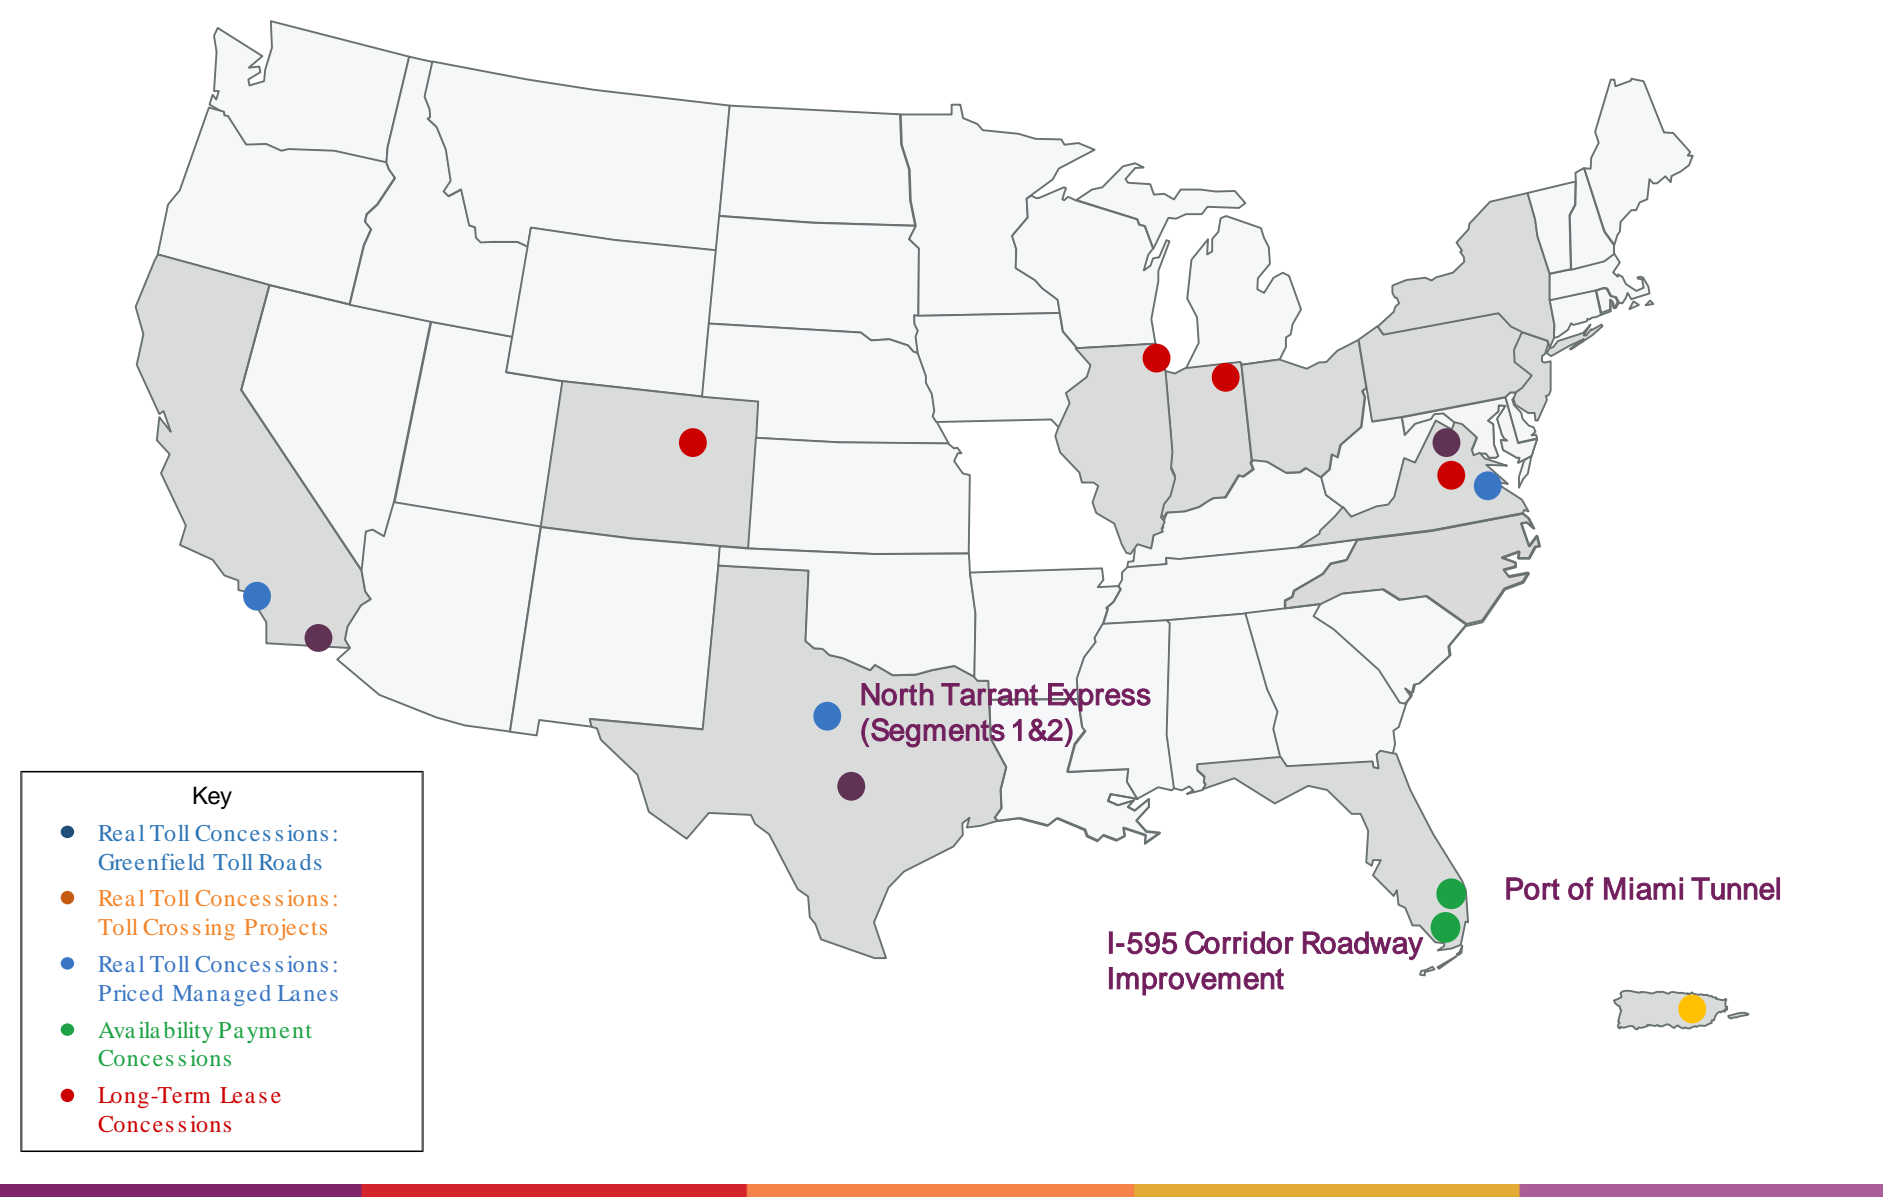 North Tarrant Express
(Segments 1&2)
Key
Real Toll Concessions:
Greenfield Toll Roads
Real Toll Concessions:
Toll Crossing Projects
Real Toll Concessions:
Priced Managed Lanes
Availability Payment
Concessions
Long-Term Lease
Concessions
Port of Miami Tunnel
I-595 Corridor Roadway
Improvement